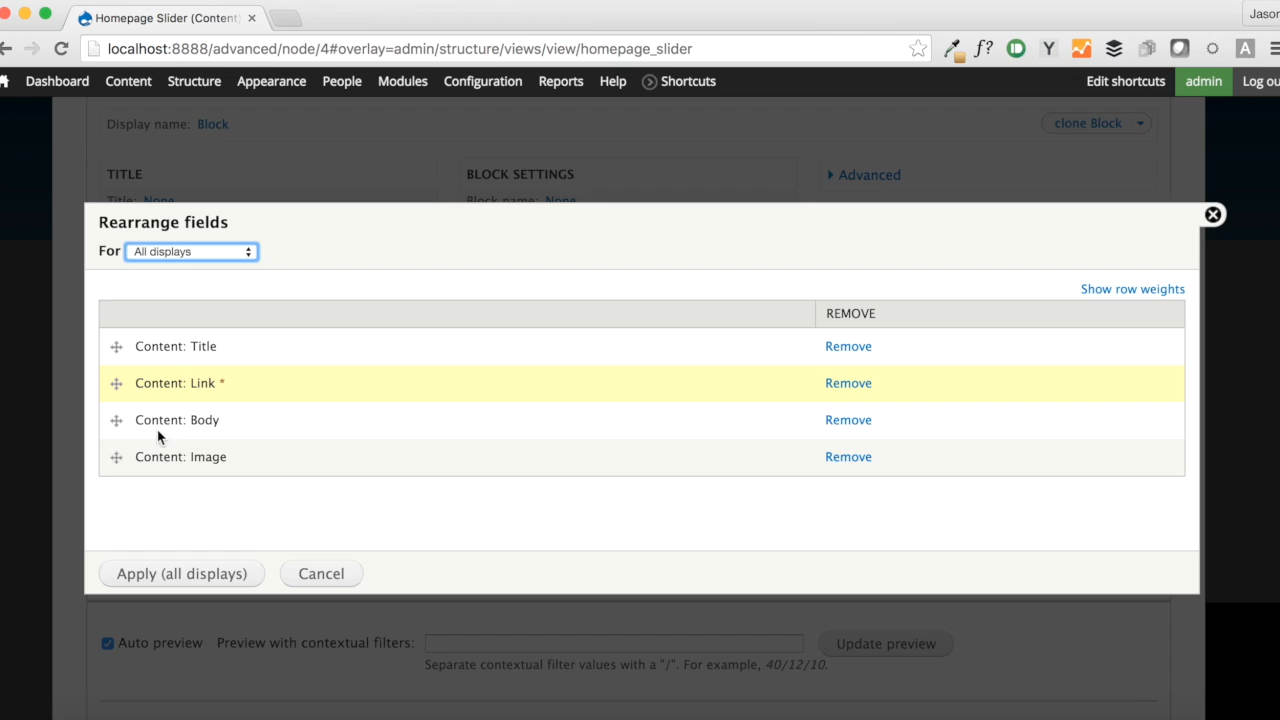 Homepage Slider (Content) ×
Jason
localhost:8888/advanced/node/4#overlay=admin/structure/views/view/homepage_slider
f? Y A
Dashboard Content Structure Appearance People Modules Configuration Reports Help Shortcuts Edit shortcuts admin Log ou
Display name: Block clone Block
TITLE BLOCK SETTINGS Advanced
Title: None Block name: None
Rearrange fields
For All displays
Show row weights
REMOVE
Content: Title Remove
Content: Link * Remove
Content: Body Remove
Content: Image Remove
Apply (all displays) Cancel
Auto preview Preview with contextual filters: Update preview
Separate contextual filter values with a "/". For example, 40/12/10.